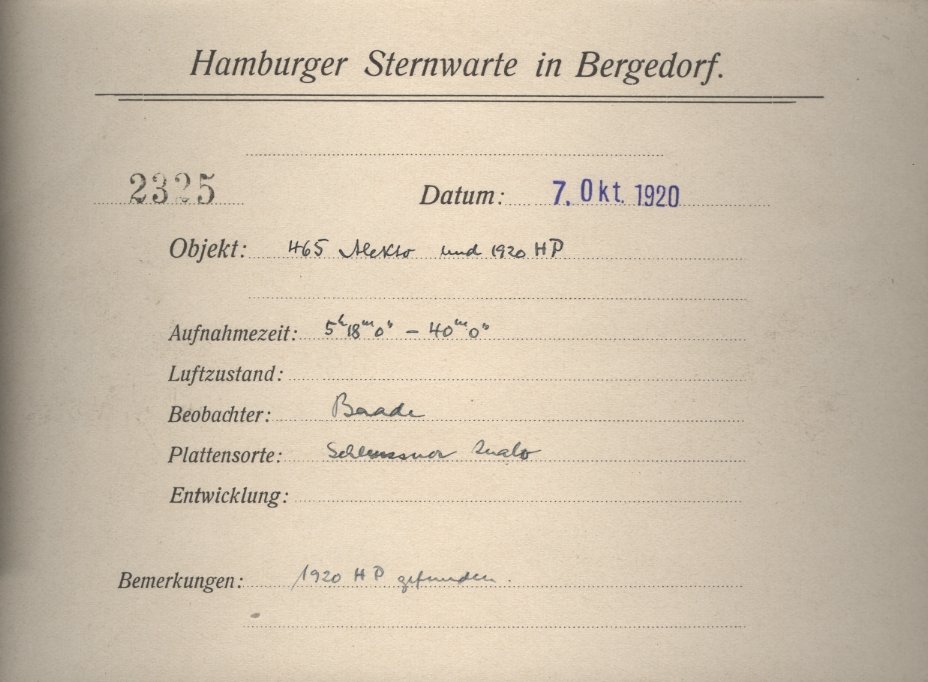 Hamburger Sternwarte in Bergedorf.
2325 Datum: 7. Okt. 1920
Objekt: 465 Alekto und 1920 HP
Aufnahmezeit: 5h 18m 0s – 40m 0s
Luftzustand:
Beobachter: Baade
Plattensorte: Schleussner
Entwicklung:
Bemerkungen: 1920 HP gefunden.